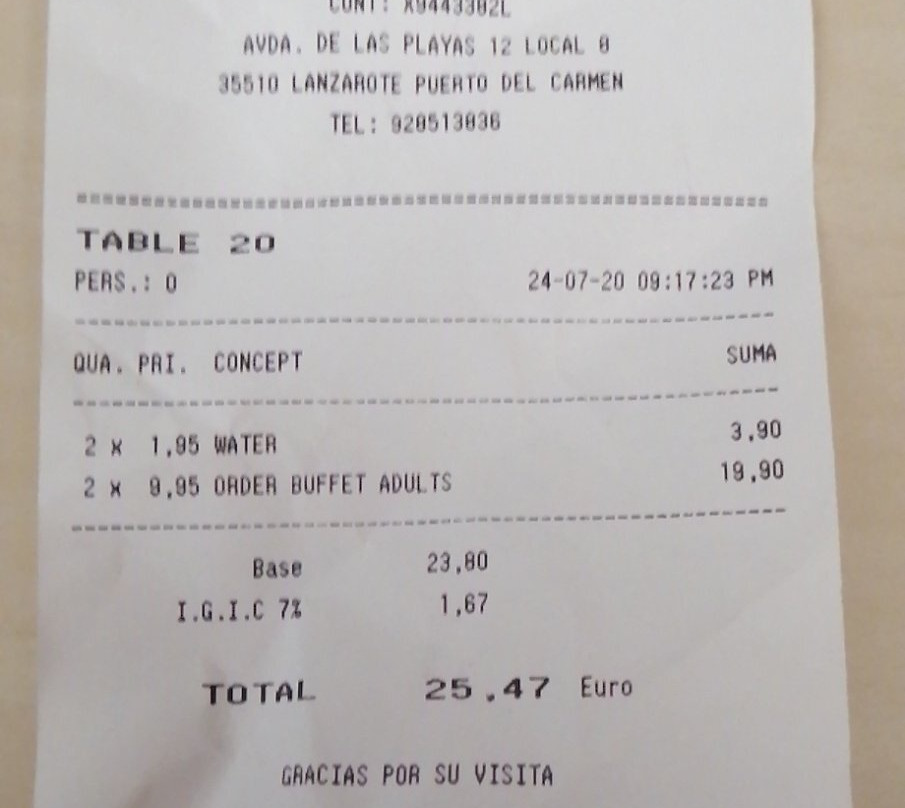 CONT: X9443382L
AVDA. DE LAS PLAYAS 12 LOCAL 8
35510 LANZAROTE PUERTO DEL CARMEN
TEL: 928513836
TABLE 20
PERS.: 0 24-07-20 09:17:23 PM
QUA. PRI. CONCEPT SUMA
2 x 1,95 WATER 3,90
2 x 9,95 ORDER BUFFET ADULTS 19,90
Base 23,80
I.G.I.C 7% 1,67
TOTAL 25,47 Euro
GRACIAS POR SU VISITA